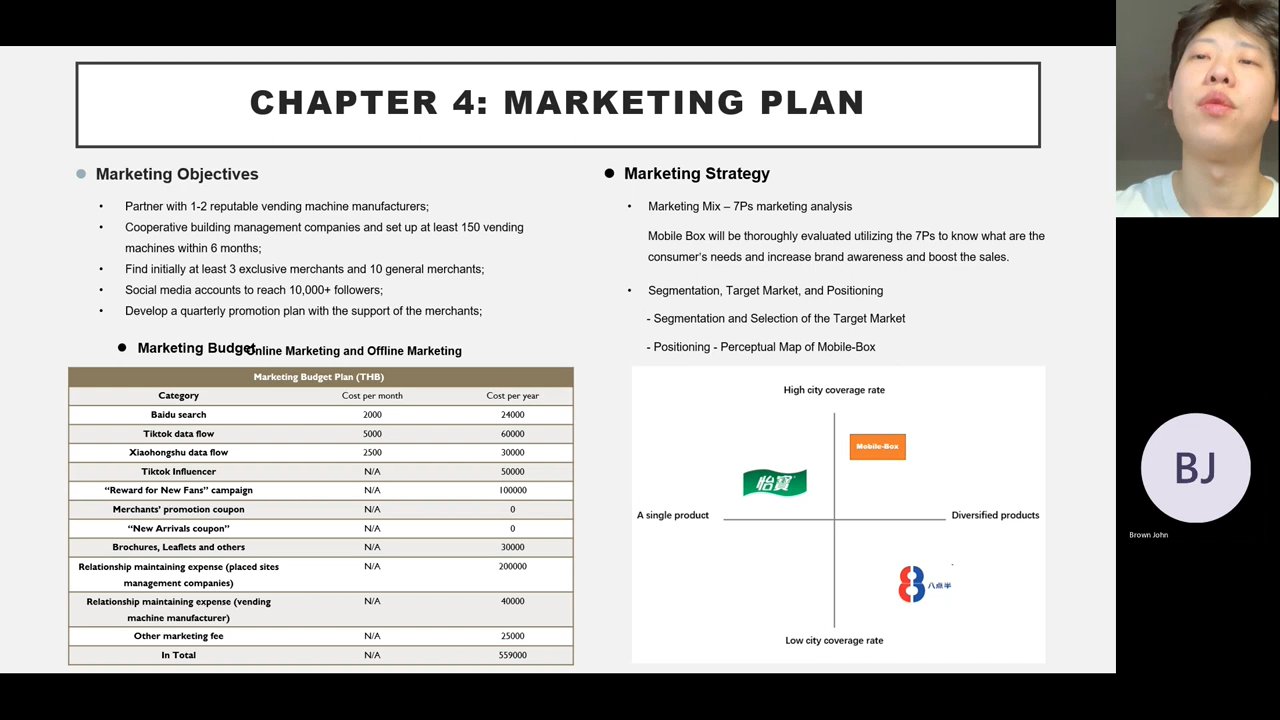 CHAPTER 4: MARKETING PLAN
Marketing Objectives
• Partner with 1-2 reputable vending machine manufacturers;
• Cooperative building management companies and set up at least 150 vending
machines within 6 months;
• Find initially at least 3 exclusive merchants and 10 general merchants;
• Social media accounts to reach 10,000+ followers;
• Develop a quarterly promotion plan with the support of the merchants;
Marketing Budget
Online Marketing and Offline Marketing
Marketing Budget Plan (THB)
Category Cost per month Cost per year
Baidu search 2000 24000
Tiktok data flow 5000 60000
Xiaohongshu data flow 2500 30000
Tiktok Influencer N/A 50000
“Reward for New Fans” campaign N/A 100000
Merchants’ promotion coupon N/A 0
“New Arrivals coupon” N/A 0
Brochures, Leaflets and others N/A 30000
Relationship maintaining expense (placed sites N/A 200000
management companies)
Relationship maintaining expense (vending N/A 40000
machine manufacturer)
Other marketing fee N/A 25000
In Total N/A 559000
Marketing Strategy
• Marketing Mix – 7Ps marketing analysis
Mobile Box will be thoroughly evaluated utilizing the 7Ps to know what are the
consumer’s needs and increase brand awareness and boost the sales.
• Segmentation, Target Market, and Positioning
- Segmentation and Selection of the Target Market
- Positioning - Perceptual Map of Mobile-Box
High city coverage rate
Mobile-Box
怡寶
A single product
Diversified products
八点半
Low city coverage rate
BJ
Brown John